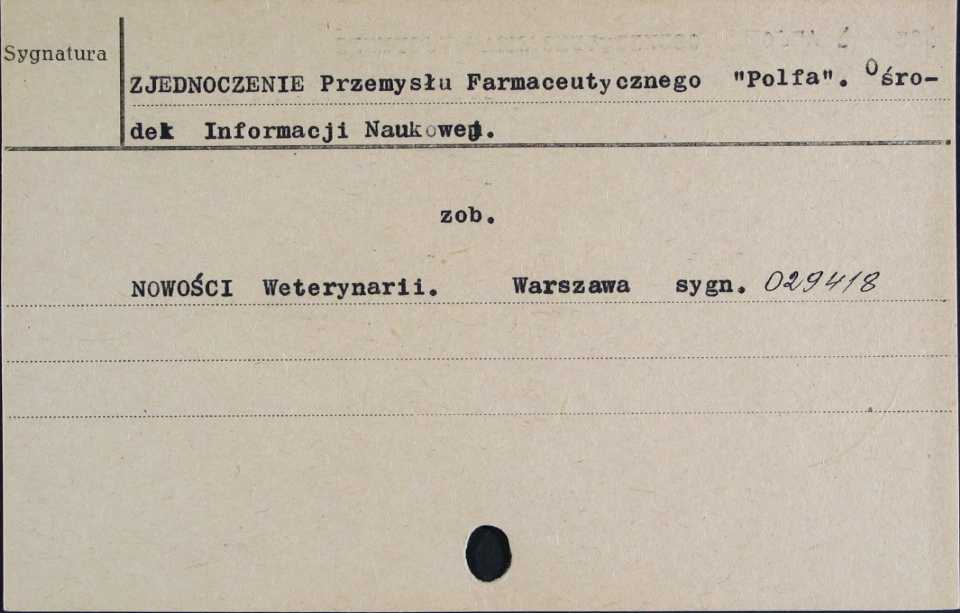 Sygnatura
ZJEDNOCZENIE Przemysłu Farmaceutycznego "Polfa". Ośro-
dek Informacji Naukowej.
zob.
NOWOŚCI Weterynarii. Warszawa sygn. 029418